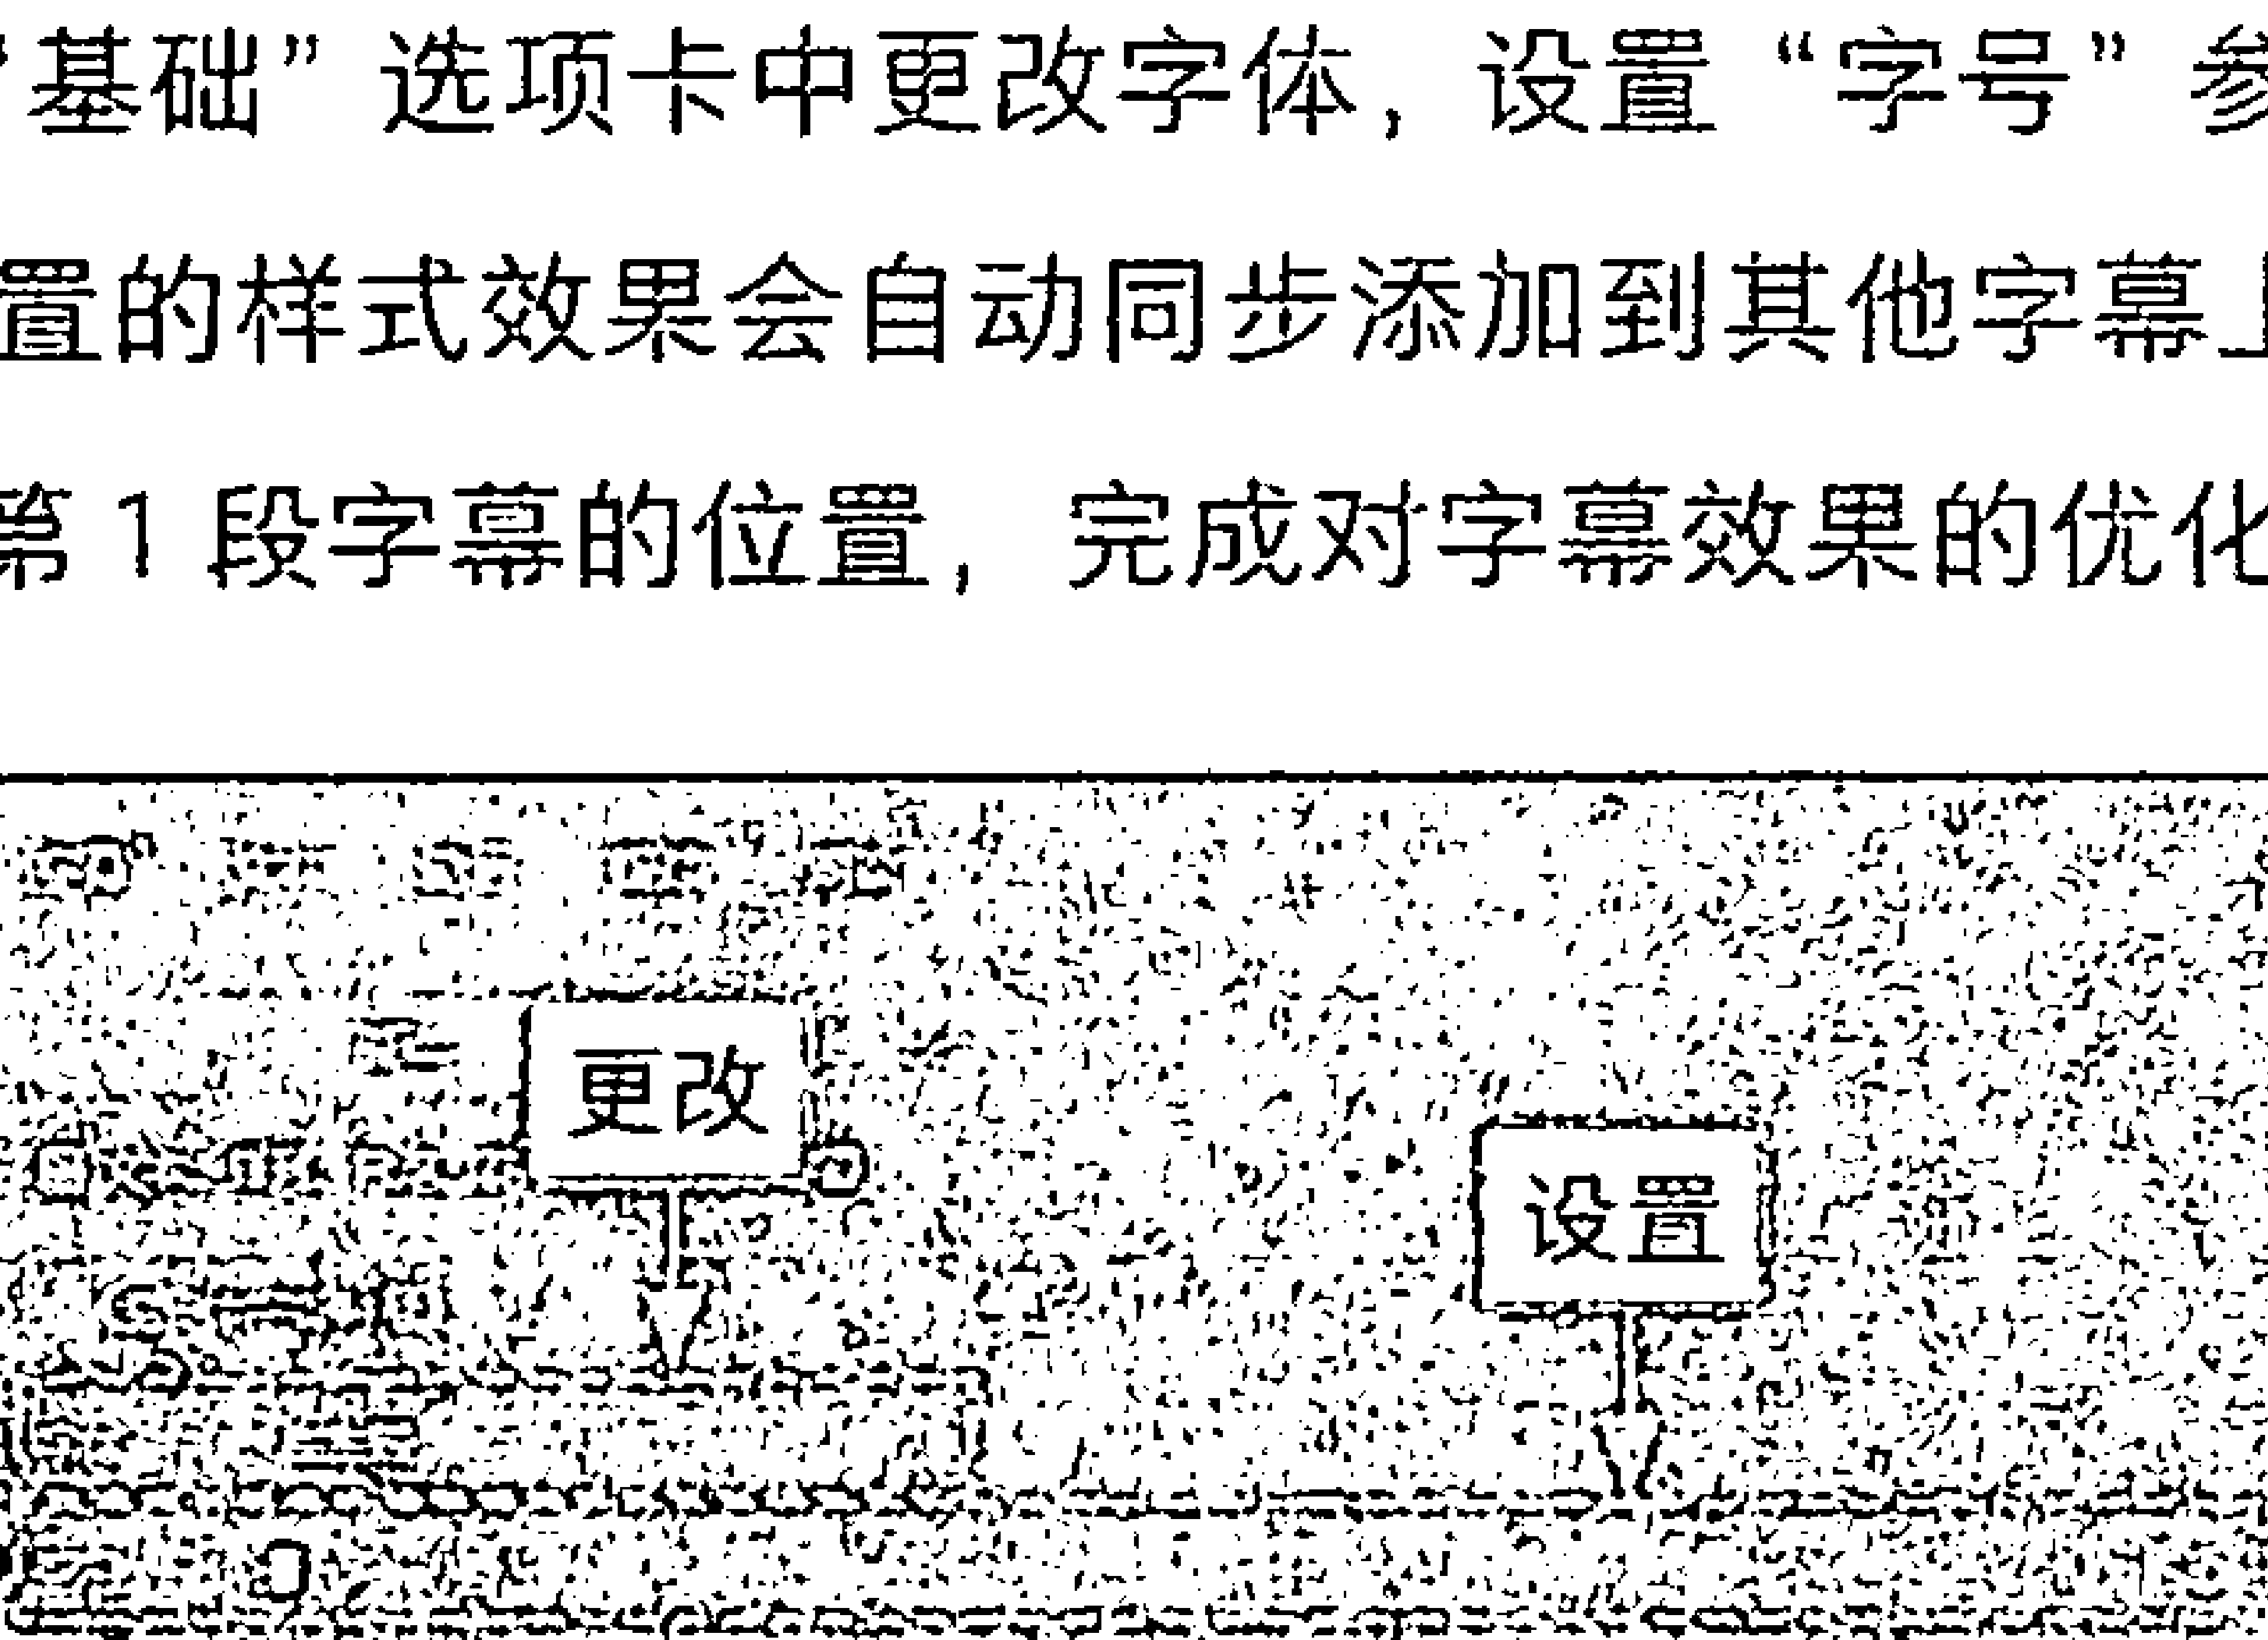 “基础”选项卡中更改字体，设置“字号”参
置的样式效果会自动同步添加到其他字幕上
第 1 段字幕的位置，完成对字幕效果的优化
更改
设置